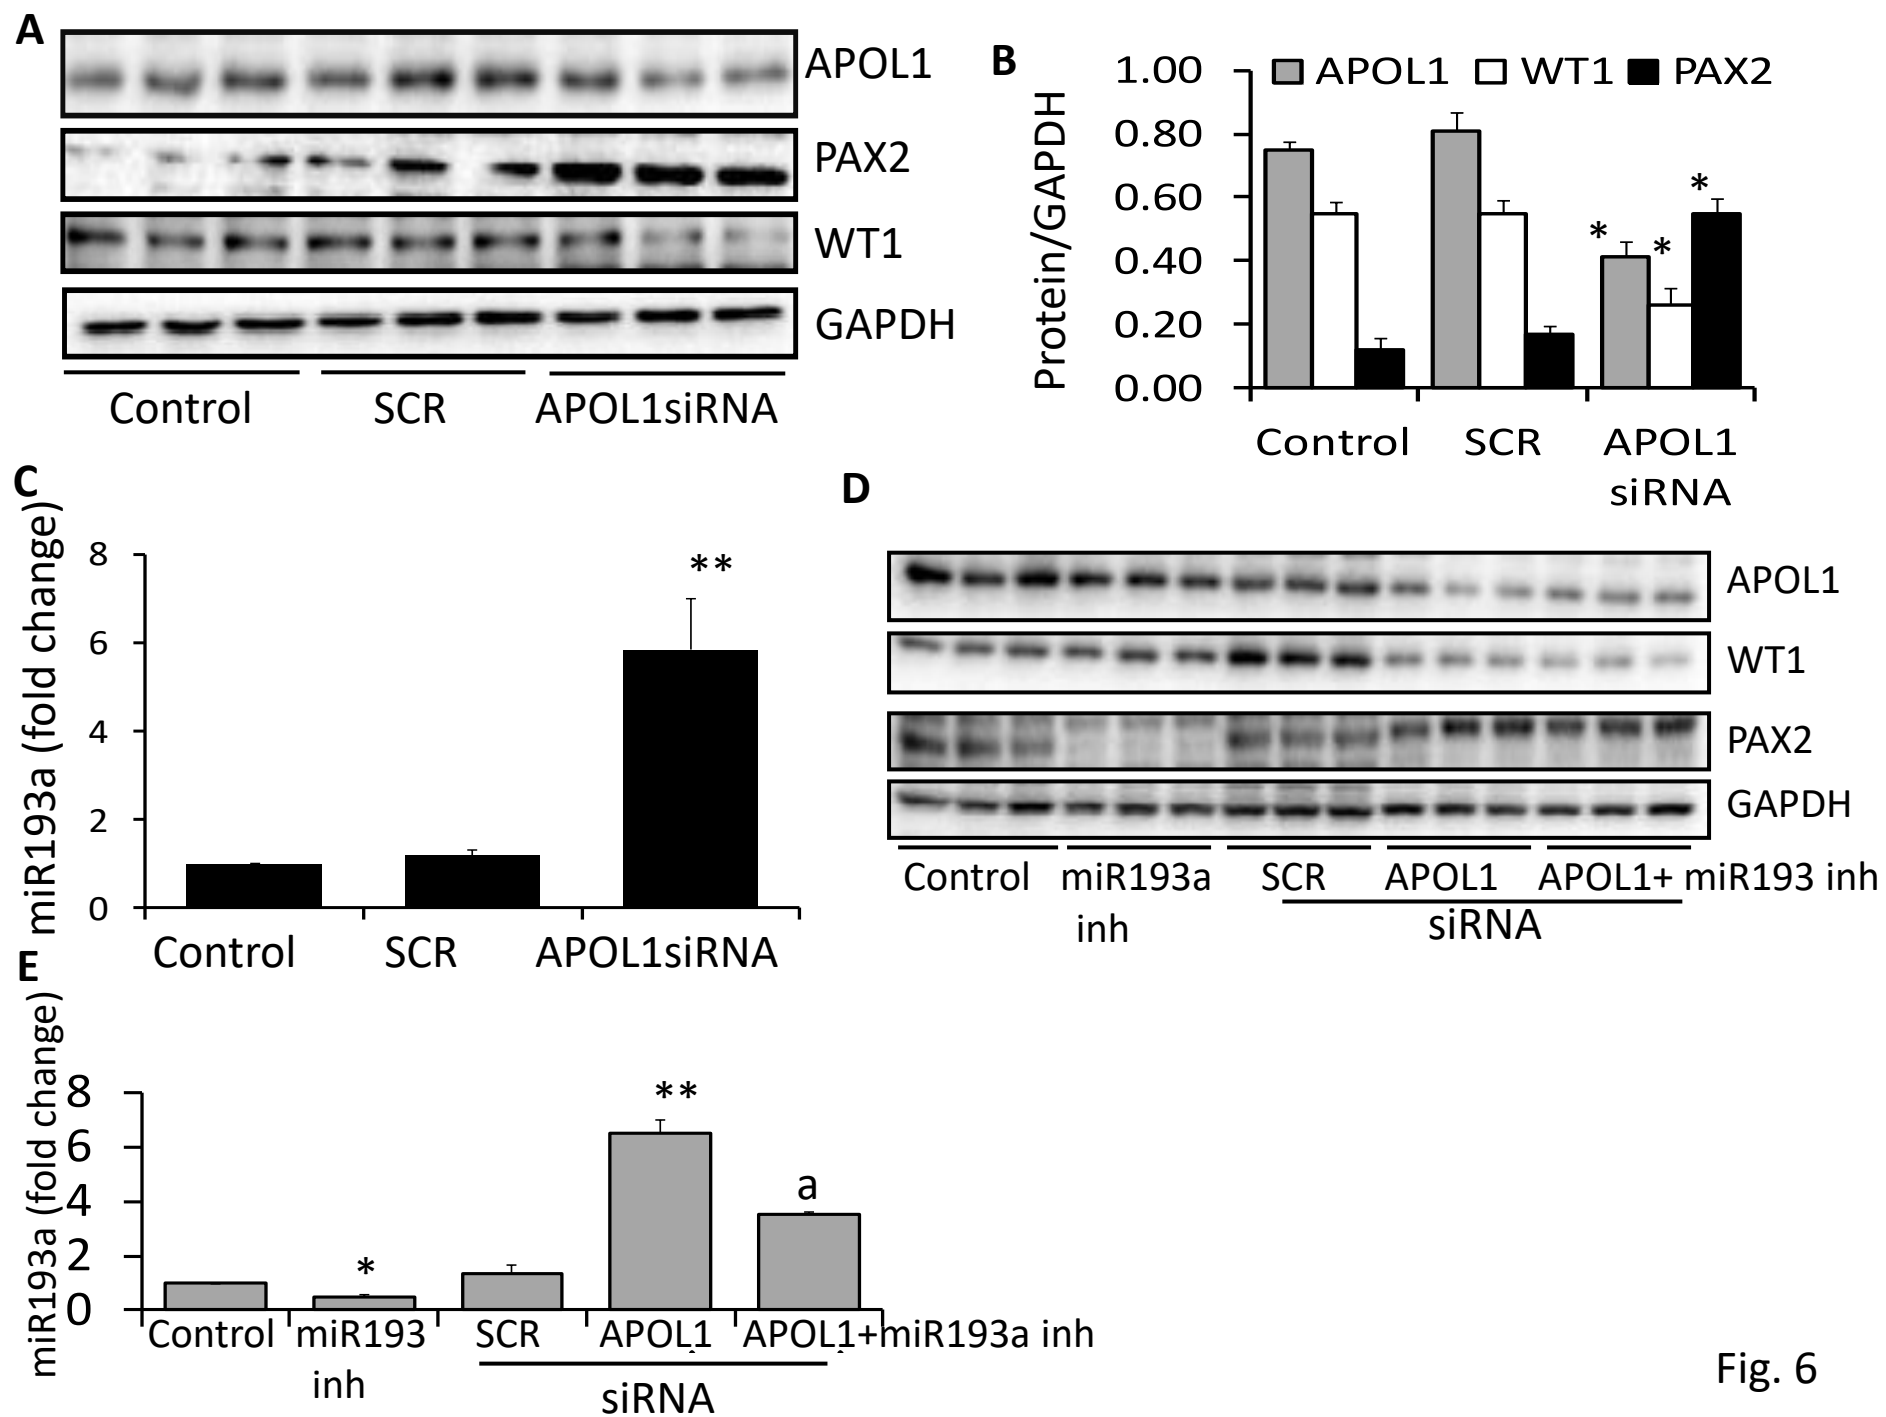 A
APOL1
PAX2
WT1
GAPDH
Control SCR APOL1siRNA
B
Protein/GAPDH
1.00
0.80
0.60
0.40
0.20
0.00
APOL1 WT1 PAX2
*
*
*
Control SCR APOL1
siRNA
C
miR193a (fold change)
8
6
4
2
0
**
Control SCR APOL1siRNA
D
APOL1
WT1
PAX2
GAPDH
Control miR193a SCR APOL1 APOL1+ miR193 inh
inh
siRNA
E
miR193a (fold change)
8
6
4
2
0
*
**
a
Control miR193 SCR APOL1 APOL1+miR193a inh
inh
siRNA
Fig. 6